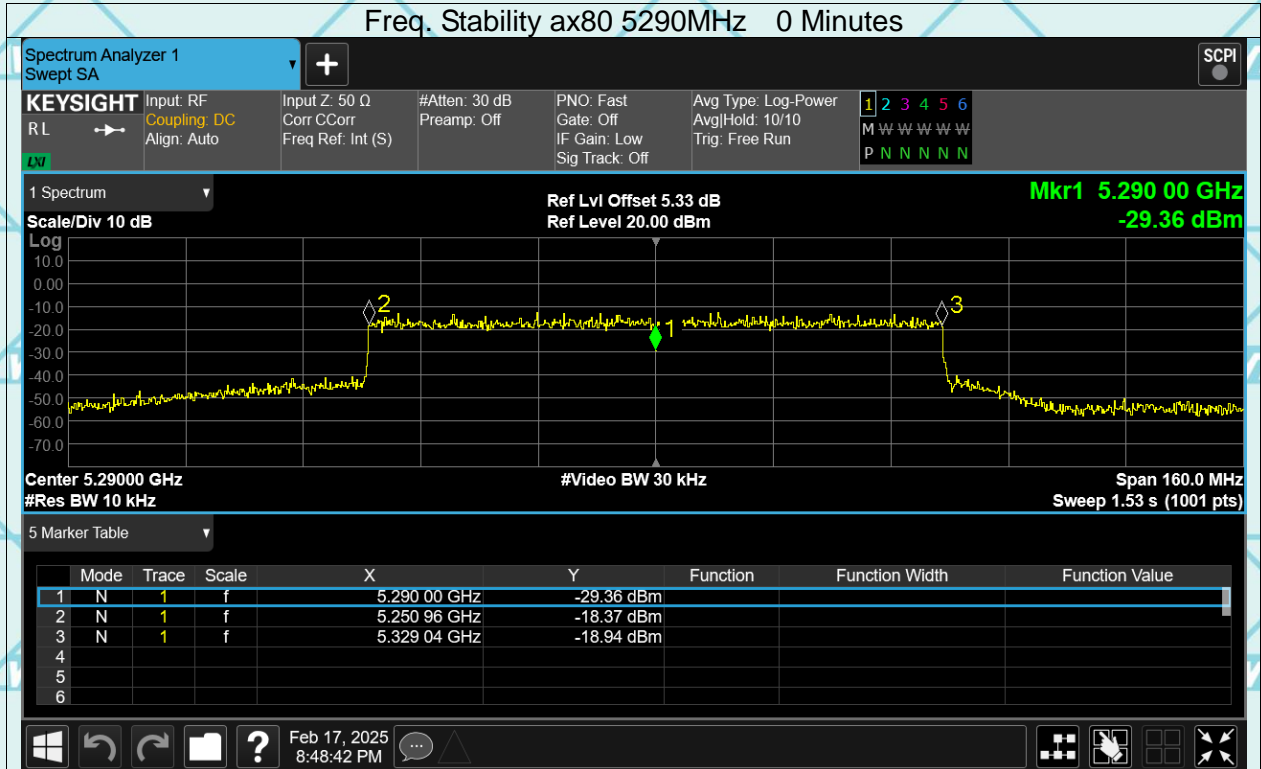 Freq. Stability ax80 5290MHz 0 Minutes
Spectrum Analyzer 1
Swept SA
SCPI
KEYSIGHT
RL
LXI
Input: RF
Coupling: DC
Align: Auto
Input Z: 50 Ω
Corr CCorr
Freq Ref: Int (S)
#Atten: 30 dB
Preamp: Off
PNO: Fast
Gate: Off
IF Gain: Low
Sig Track: Off
Avg Type: Log-Power
Avg|Hold: 10/10
Trig: Free Run
1 2 3 4 5 6
M W W W W W
P N N N N N
1 Spectrum
Scale/Div 10 dB
Ref Lvl Offset 5.33 dB
Ref Level 20.00 dBm
Mkr1 5.290 00 GHz
-29.36 dBm
Log
10.0
0.00
-10.0
-20.0
-30.0
-40.0
-50.0
-60.0
-70.0
2
1
3
Center 5.29000 GHz
#Video BW 30 kHz
Span 160.0 MHz
#Res BW 10 kHz
Sweep 1.53 s (1001 pts)
5 Marker Table
Mode Trace Scale X Y Function Function Width Function Value
1 N 1 f 5.290 00 GHz -29.36 dBm
2 N 1 f 5.250 96 GHz -18.37 dBm
3 N 1 f 5.329 04 GHz -18.94 dBm
4
5
6
?
Feb 17, 2025
8:48:42 PM